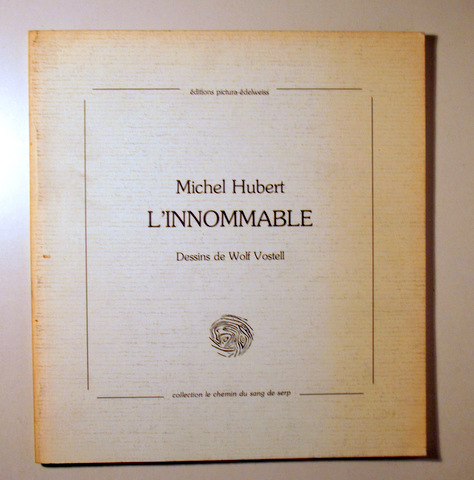 éditions pictura-édelweiss
Michel Hubert
L'INNOMMABLE
Dessins de Wolf Vostell
collection le chemin du sang de serp